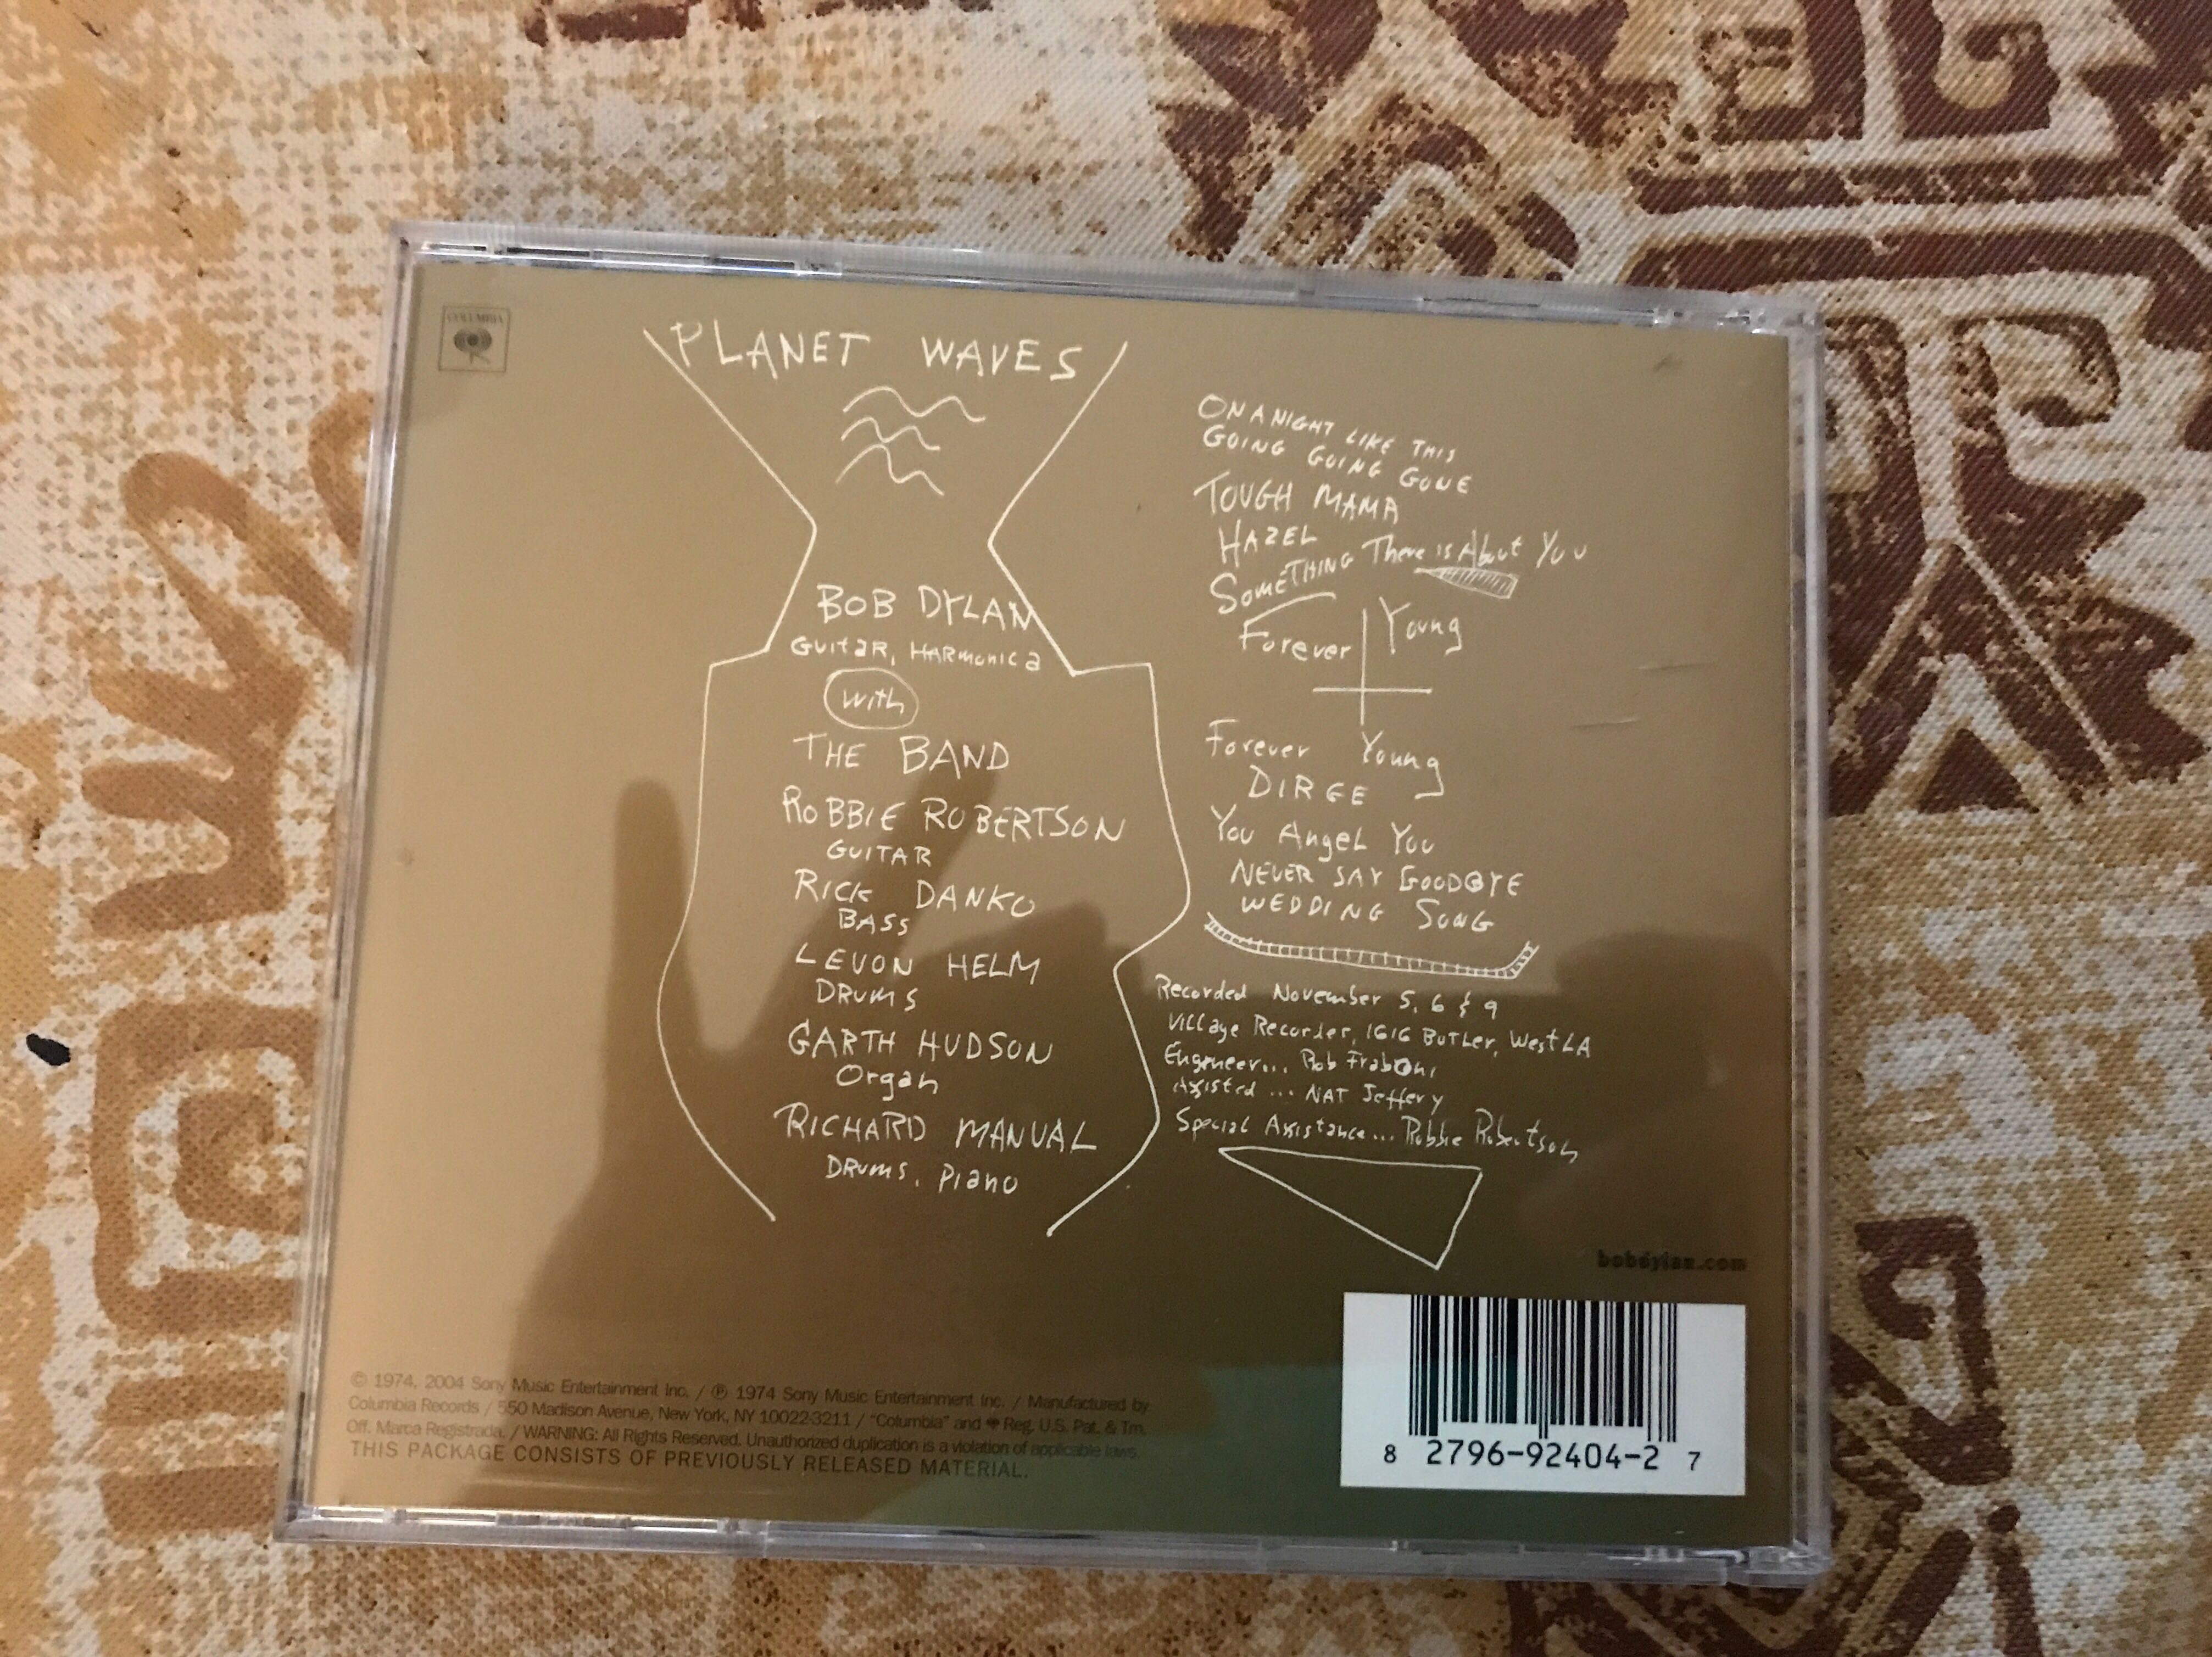 COLUMBIA
PLANET WAVES
BOB DYLAN
GUITAR, HARMONICA
With
THE BAND
ROBBIE ROBERTSON
GUITAR
RICK DANKO
BASS
LEVON HELM
DRUMS
GARTH HUDSON
Organ
RICHARD MANUAL
DRUMS, PIANO
ON A NIGHT LIKE THIS
GOING GOING GONE
TOUGH MAMA
HAZEL
SOMETHING There is About You
Forever Young
Forever Young
DIRGE
You Angel You
NEVER SAY GOODBYE
WEDDING SONG
Recorded November 5, 6 & 9
Village Recorder, 1616 Butler, West LA
Engineer... Rob Fraboni
Assisted ... NAT Jeffery
Special Assistance... Robbie Robertson
bobdylan.com
8 2796-92404-2 7
© 1974, 2004 Sony Music Entertainment Inc. / ℗ 1974 Sony Music Entertainment Inc. / Manufactured by
Columbia Records / 550 Madison Avenue, New York, NY 10022-3211 / "Columbia" and Reg. U.S. Pat. & Tm.
Off. Marca Registrada. / WARNING: All Rights Reserved. Unauthorized duplication is a violation of applicable laws.
THIS PACKAGE CONSISTS OF PREVIOUSLY RELEASED MATERIAL.